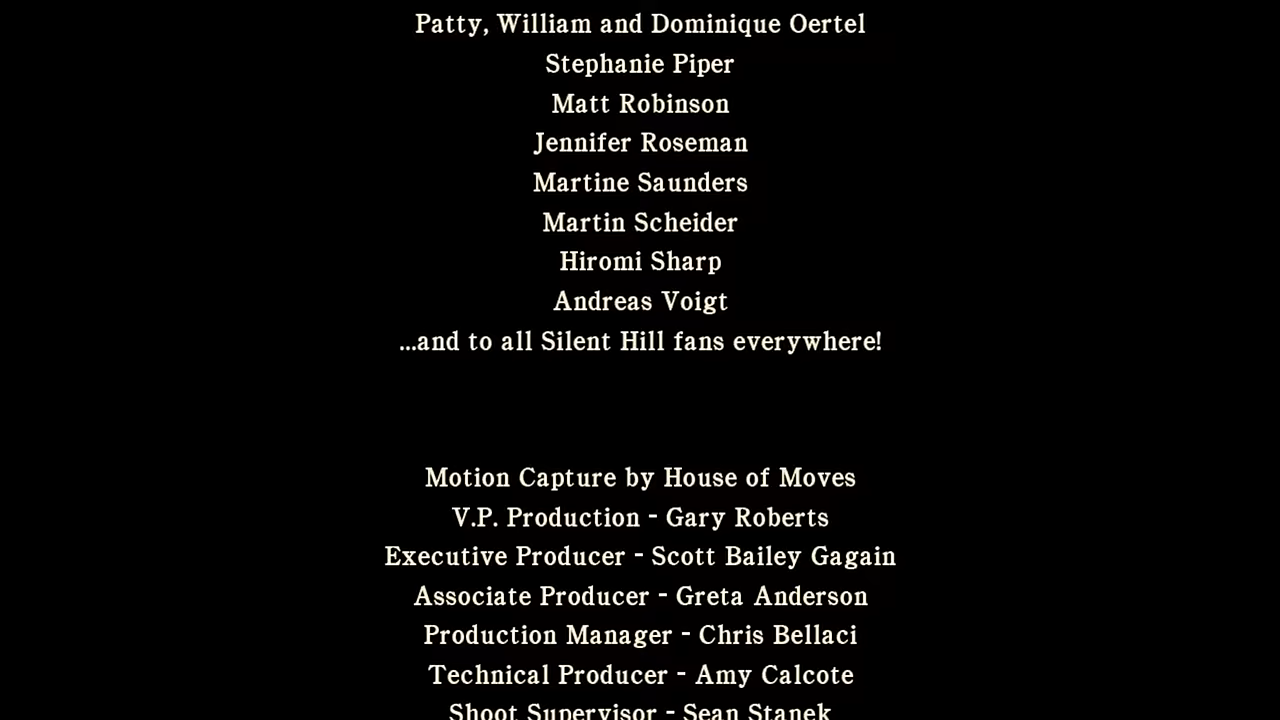 Patty, William and Dominique Oertel
Stephanie Piper
Matt Robinson
Jennifer Roseman
Martine Saunders
Martin Scheider
Hiromi Sharp
Andreas Voigt
...and to all Silent Hill fans everywhere!
Motion Capture by House of Moves
V.P. Production - Gary Roberts
Executive Producer - Scott Bailey Gagain
Associate Producer - Greta Anderson
Production Manager - Chris Bellaci
Technical Producer - Amy Calcote
Shoot Supervisor - Sean Stanek